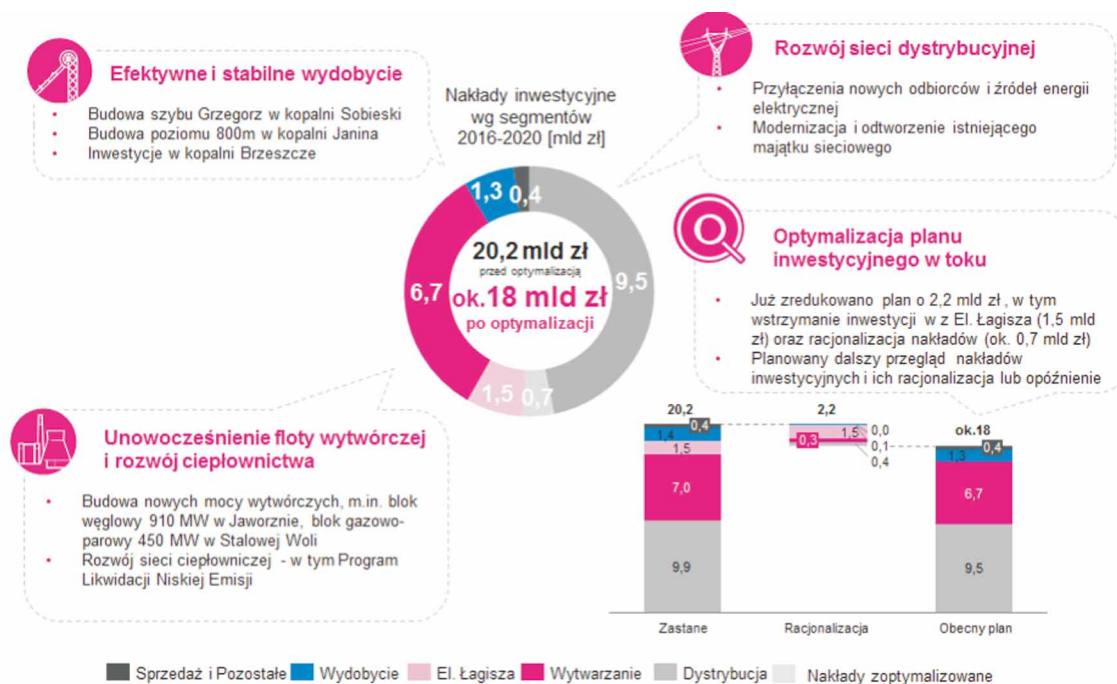 Efektywne i stabilne wydobycie
• Budowa szybu Grzegorz w kopalni Sobieski
• Budowa poziomu 800m w kopalni Janina
• Inwestycje w kopalni Brzeszcze
Nakłady inwestycyjne
wg segmentów
2016-2020 [mld zł]
1,3
0,4
6,7
9,5
1,5
0,7
20,2 mld zł
przed optymalizacją
ok.18 mld zł
po optymalizacji
Rozwój sieci dystrybucyjnej
• Przyłączenia nowych odbiorców i źródeł energii
elektrycznej
• Modernizacja i odtworzenie istniejącego
majątku sieciowego
Optymalizacja planu
inwestycyjnego w toku
• Już zredukowano plan o 2,2 mld zł , w tym
wstrzymanie inwestycji w z El. Łagisza (1,5 mld
zł) oraz racjonalizacja nakładów (ok. 0,7 mld zł)
• Planowany dalszy przegląd nakładów
inwestycyjnych i ich racjonalizacja lub opóźnienie
Unowocześnienie floty wytwórczej
i rozwój ciepłownictwa
• Budowa nowych mocy wytwórczych, m.in. blok
węglowy 910 MW w Jaworznie, blok gazowo-
parowy 450 MW w Stalowej Woli
• Rozwój sieci ciepłowniczej - w tym Program
Likwidacji Niskiej Emisji
20,2
0,4
1,4
1,5
7,0
9,9
Zastane
2,2
1,5
0,0
0,3
0,1
0,4
Racjonalizacja
ok.18
0,4
1,3
6,7
9,5
Obecny plan
Sprzedaż i Pozostałe
Wydobycie
El. Łagisza
Wytwarzanie
Dystrybucja
Nakłady zoptymalizowane